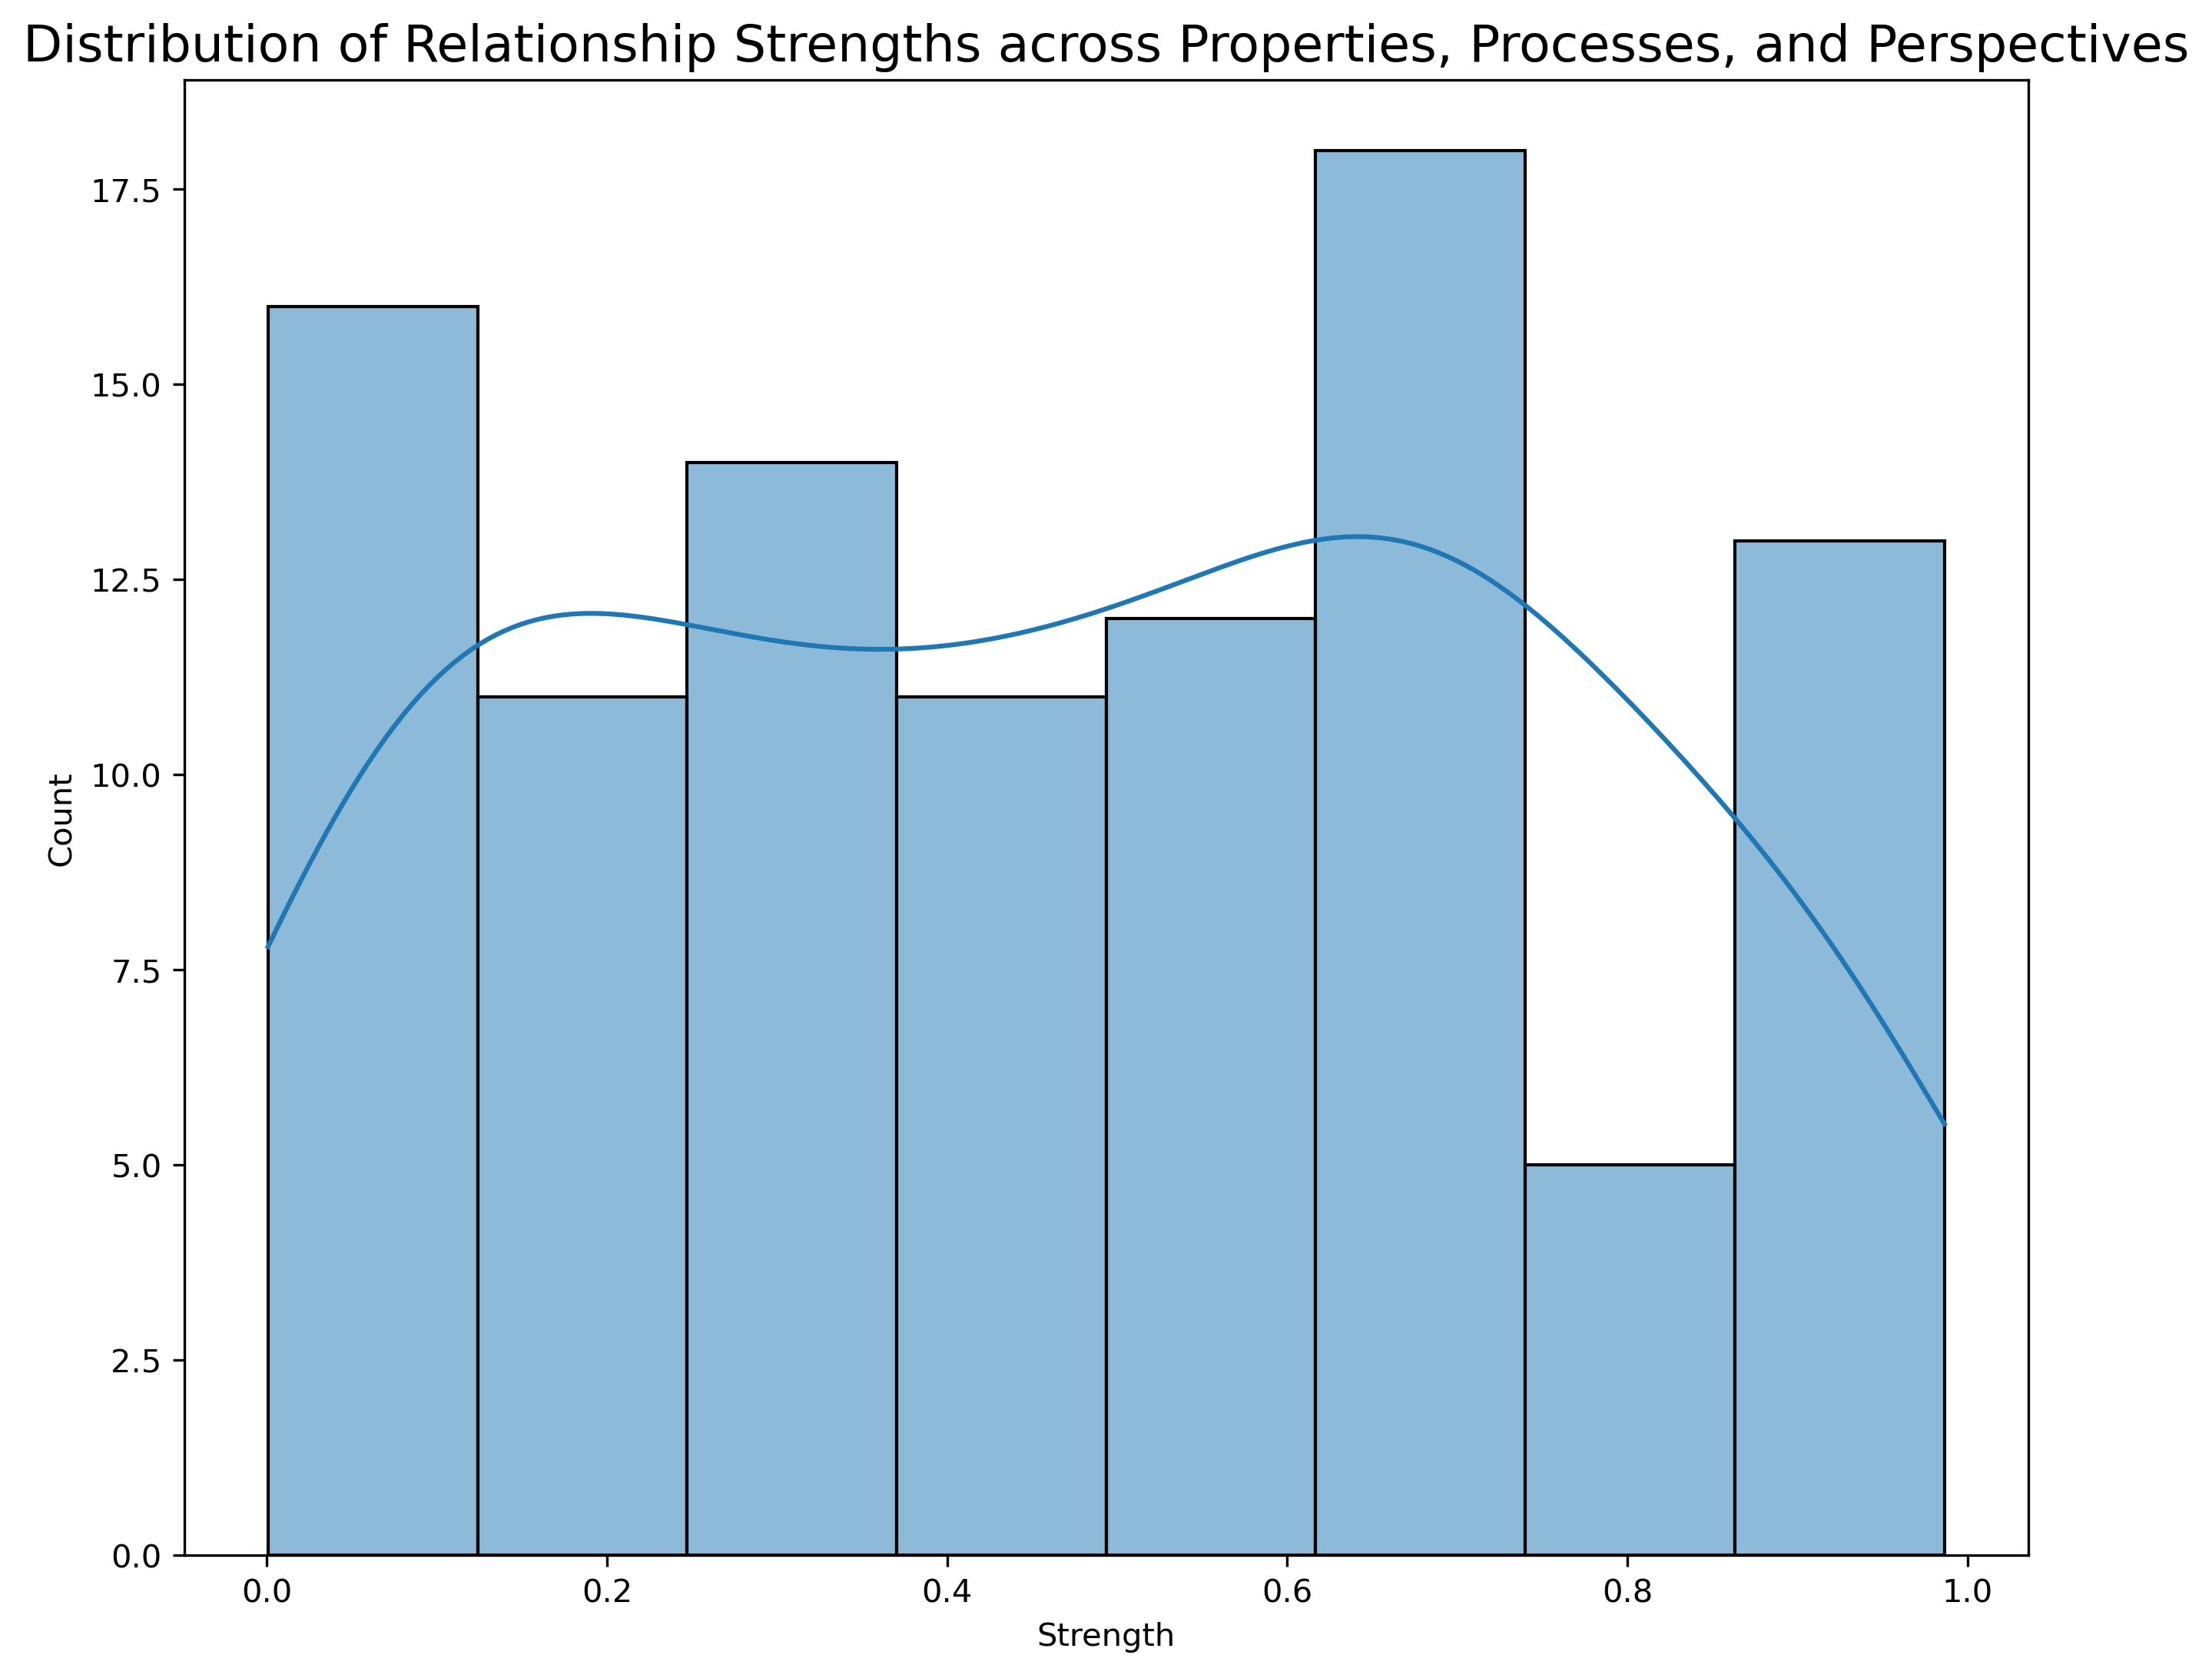 Distribution of Relationship Strengths across Properties, Processes, and Perspectives
17.5
15.0
12.5
10.0
7.5
5.0
2.5
0.0
Count
0.0 0.2 0.4 0.6 0.8 1.0
Strength